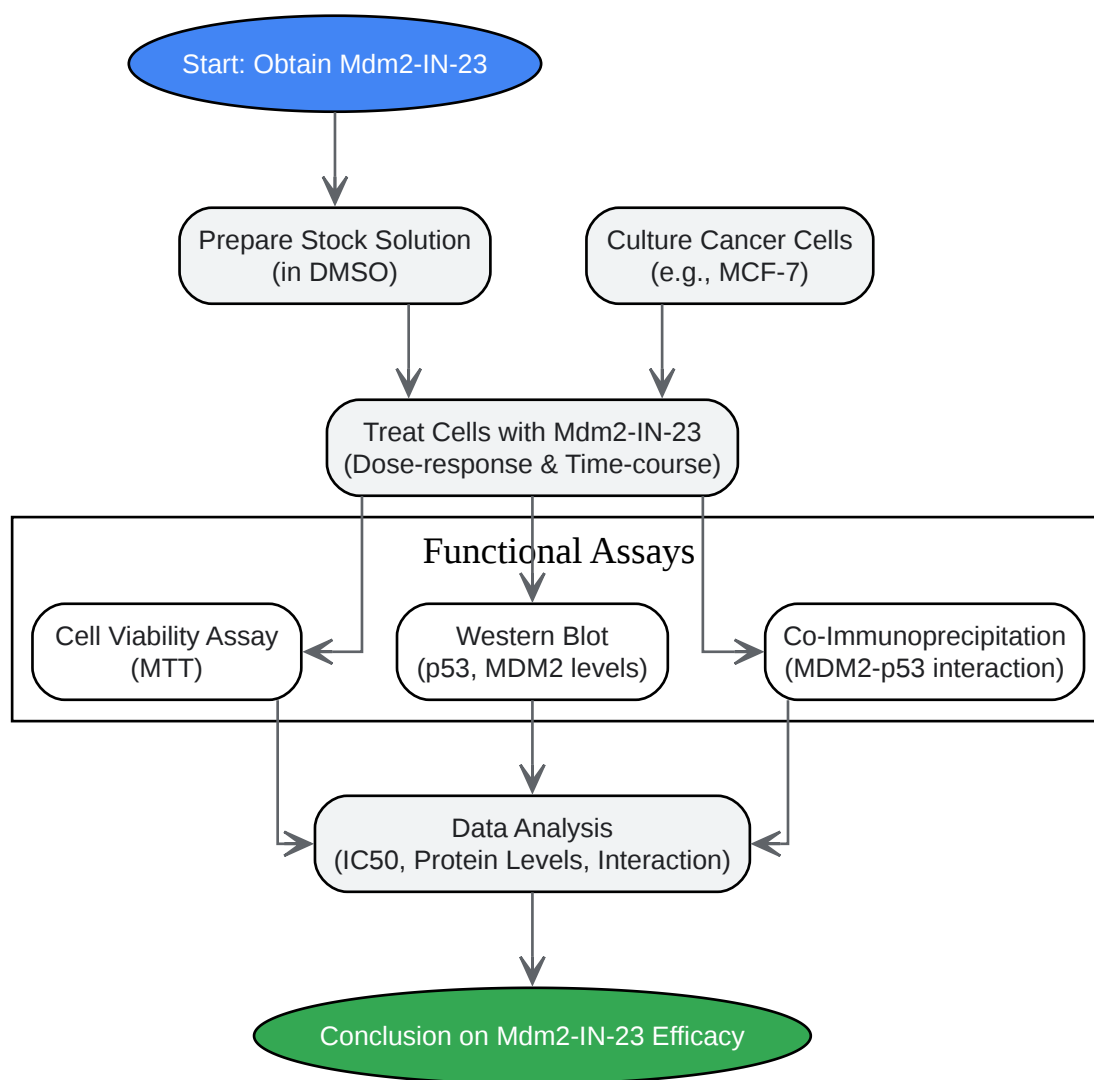 Start: Obtain Mdm2-IN-23
Prepare Stock Solution
(in DMSO)
Culture Cancer Cells
(e.g., MCF-7)
Treat Cells with Mdm2-IN-23
(Dose-response & Time-course)
Functional Assays
Cell Viability Assay
(MTT)
Western Blot
(p53, MDM2 levels)
Co-Immunoprecipitation
(MDM2-p53 interaction)
Data Analysis
(IC50, Protein Levels, Interaction)
Conclusion on Mdm2-IN-23 Efficacy